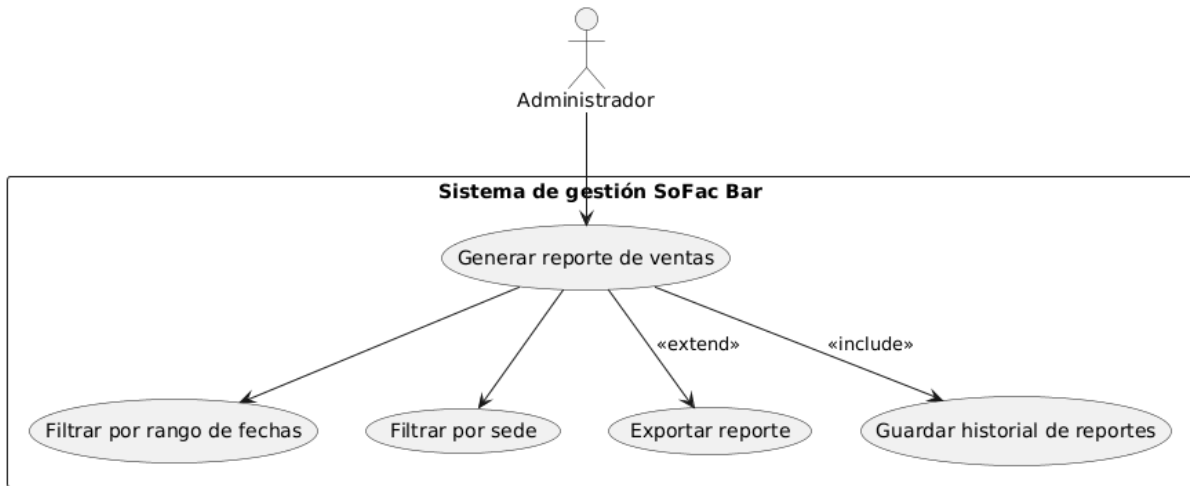 Administrador
Sistema de gestión SoFac Bar
Generar reporte de ventas
«extend»
«include»
Filtrar por rango de fechas
Filtrar por sede
Exportar reporte
Guardar historial de reportes